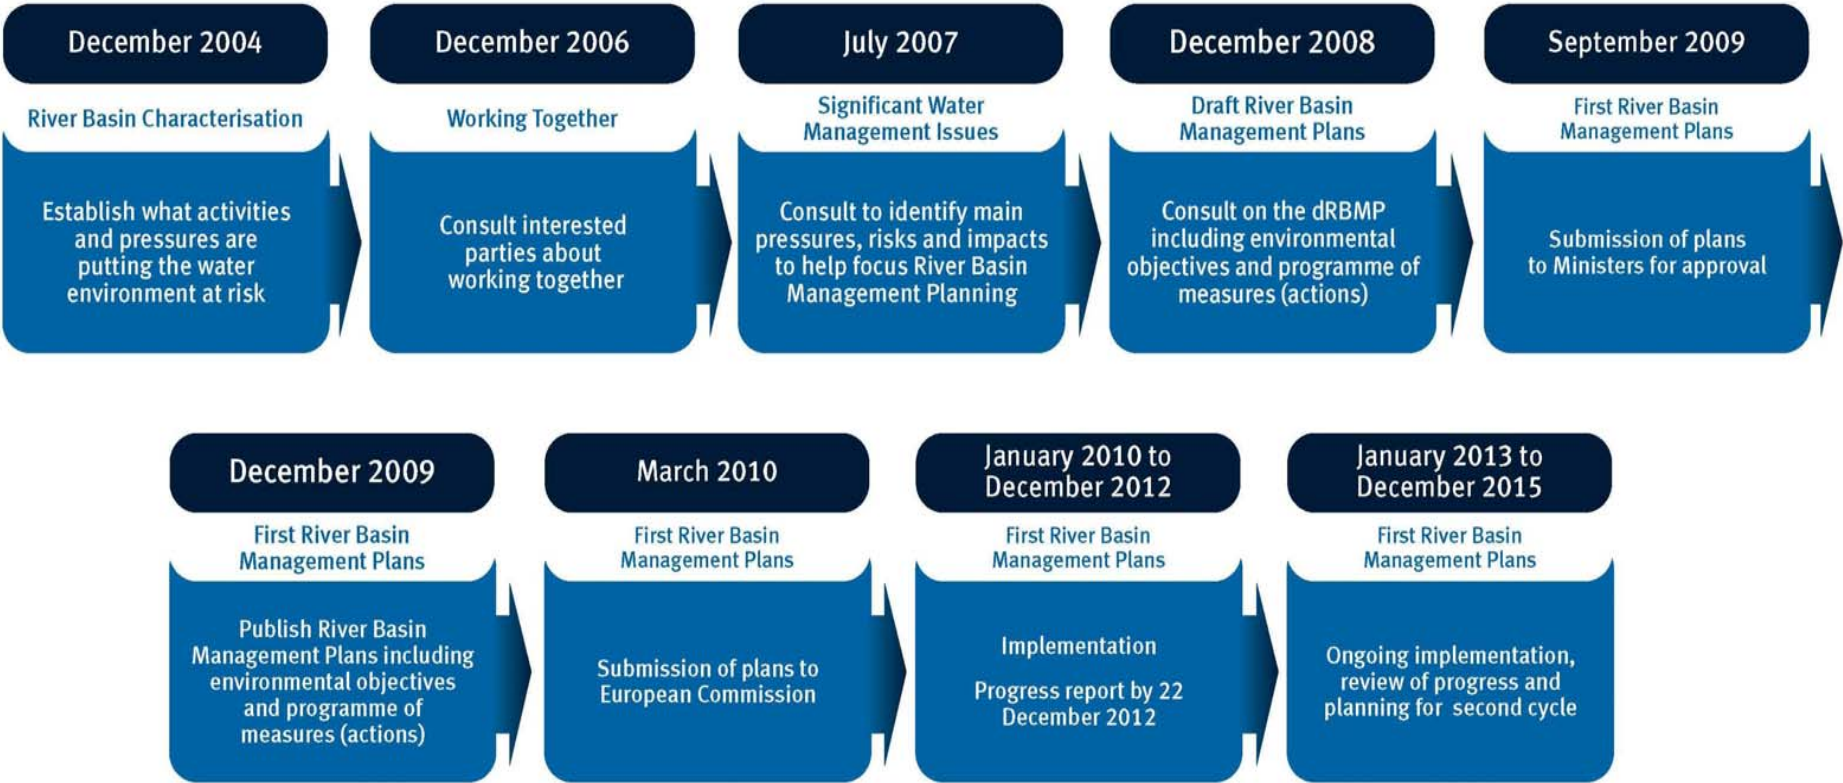 December 2004
River Basin Characterisation
Establish what activities
and pressures are
putting the water
environment at risk
December 2006
Working Together
Consult interested
parties about
working together
July 2007
Significant Water
Management Issues
Consult to identify main
pressures, risks and impacts
to help focus River Basin
Management Planning
December 2008
Draft River Basin
Management Plans
Consult on the dRBMP
including environmental
objectives and programme of
measures (actions)
September 2009
First River Basin
Management Plans
Submission of plans
to Ministers for approval
December 2009
First River Basin
Management Plans
Publish River Basin
Management Plans including
environmental objectives
and programme of
measures (actions)
March 2010
First River Basin
Management Plans
Submission of plans to
European Commission
January 2010 to
December 2012
First River Basin
Management Plans
Implementation
Progress report by 22
December 2012
January 2013 to
December 2015
First River Basin
Management Plans
Ongoing implementation,
review of progress and
planning for second cycle